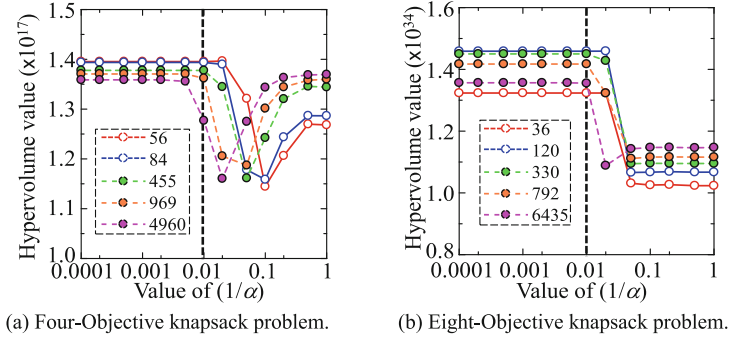 Hypervolume value (x10^17)
1.5
1.4
1.3
1.2
1.1
1.0
56
84
455
969
4960
0.0001 0.001 0.01 0.1 1
Value of (1/α)
(a) Four-Objective knapsack problem.
Hypervolume value (x10^34)
1.6
1.4
1.2
1.0
0.8
36
120
330
792
6435
0.0001 0.001 0.01 0.1 1
Value of (1/α)
(b) Eight-Objective knapsack problem.